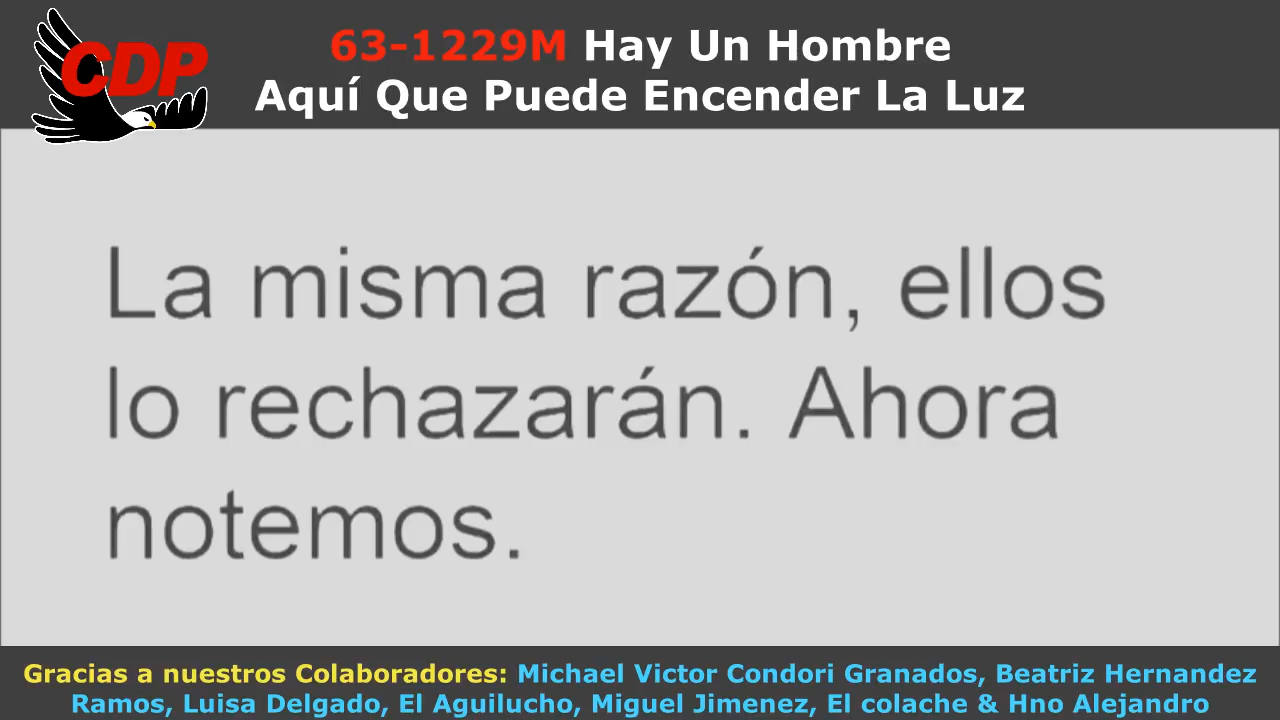 CDP
63-1229M Hay Un Hombre
Aquí Que Puede Encender La Luz
La misma razón, ellos
lo rechazarán. Ahora
notemos.
Gracias a nuestros Colaboradores: Michael Victor Condori Granados, Beatriz Hernandez
Ramos, Luisa Delgado, El Aguilucho, Miguel Jimenez, El colache & Hno Alejandro